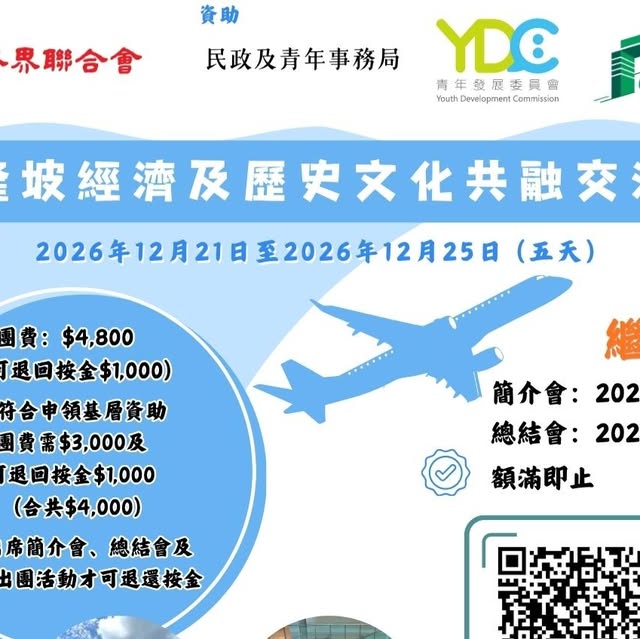 資助
界聯合會
民政及青年事務局
YDC
青年發展委員會
Youth Development Commission
坡經濟及歷史文化共融交
2026年12月21日至2026年12月25日（五天）
團費：$4,800
可退回按金$1,000)
符合申領基層資助
團費需$3,000及
可退回按金$1,000
(合共$4,000)
席簡介會、總結會及
出團活動才可退還按金
繼
簡介會：202
總結會：202
額滿即止